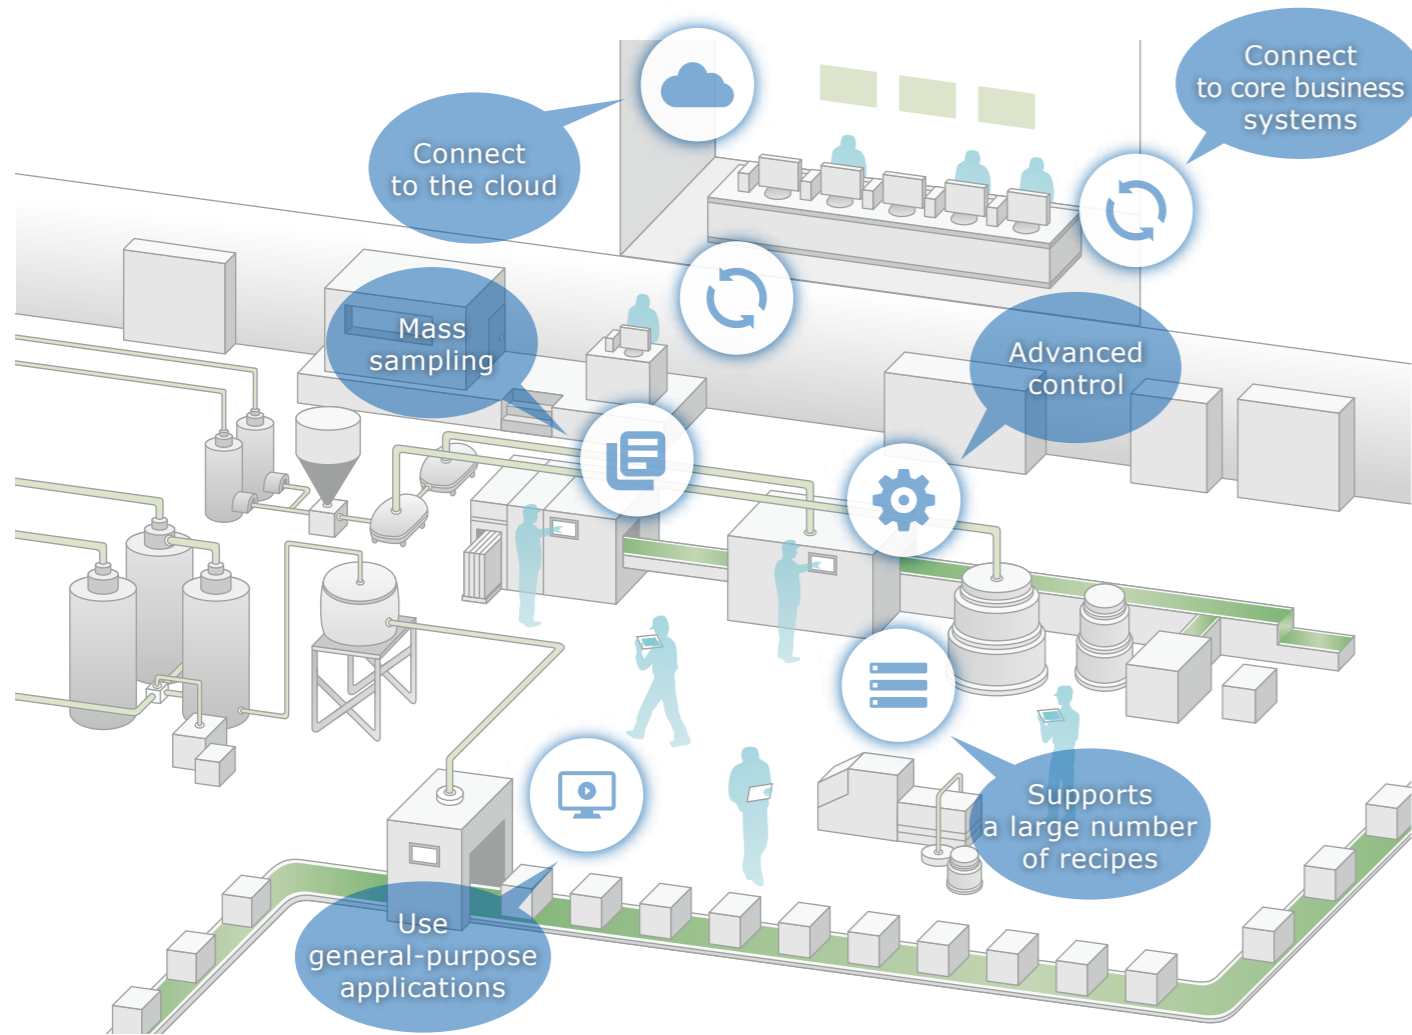 Connect
to core business
systems
Connect
to the cloud
Mass
sampling
Advanced
control
Supports
a large number
of recipes
Use
general-purpose
applications